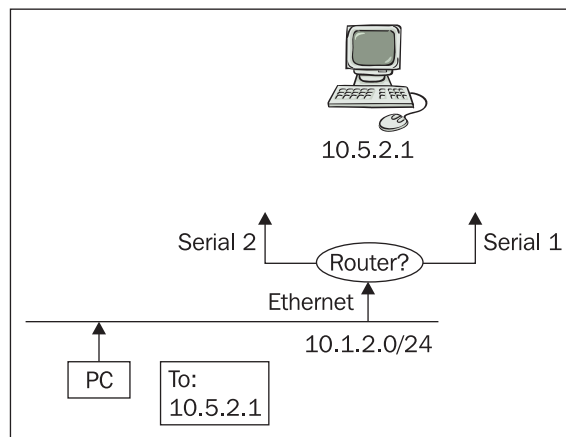 10.5.2.1
Serial 2
Serial 1
Router?
Ethernet
10.1.2.0/24
PC
To:
10.5.2.1